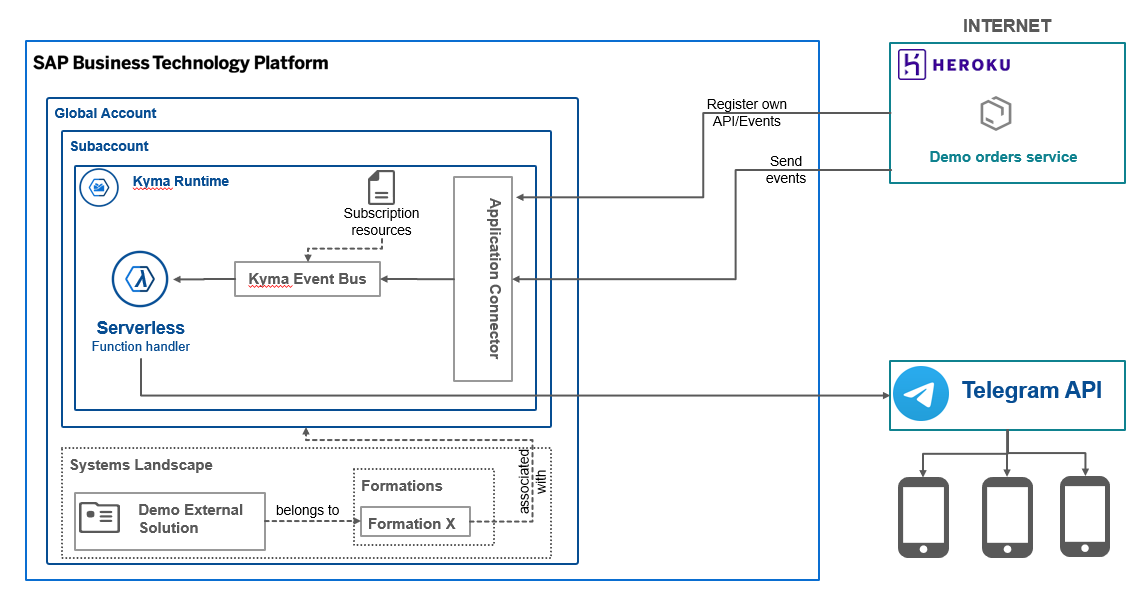 INTERNET
SAP Business Technology Platform
HEROKU
Demo orders service
Global Account
Subaccount
Kyma Runtime
Register own
API/Events
Send
events
Subscription
resources
Application Connector
Kyma Event Bus
Serverless
Function handler
Telegram API
Systems Landscape
Demo External
Solution
belongs to
Formations
Formation X
associated
with